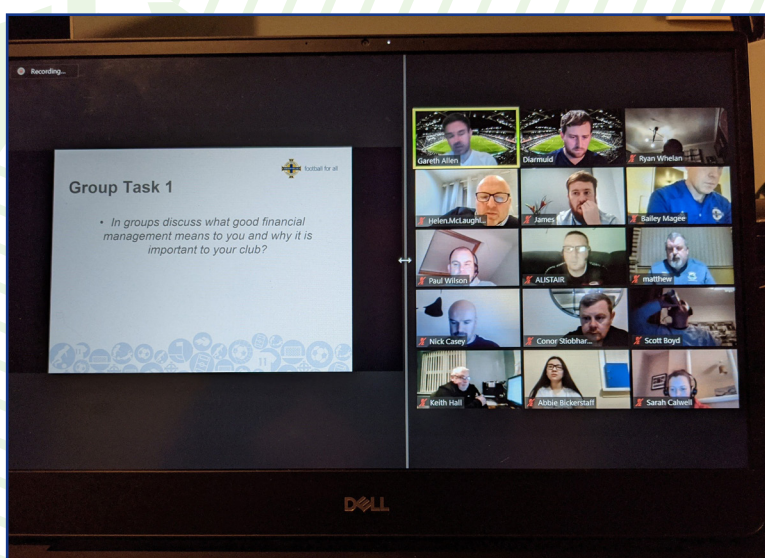 Recording...
football for all
Group Task 1
• In groups discuss what good financial
management means to you and why it is
important to your club?
11
Gareth Allen
Diarmuid
Ryan Whelan
Helen.McLaughl...
James
Bailey Magee
Paul Wilson
ALISTAIR
matthew
Nick Casey
Conor Stiobhar...
Scott Boyd
Keith Hall
Abbie Bickerstaff
Sarah Calwell
DELL